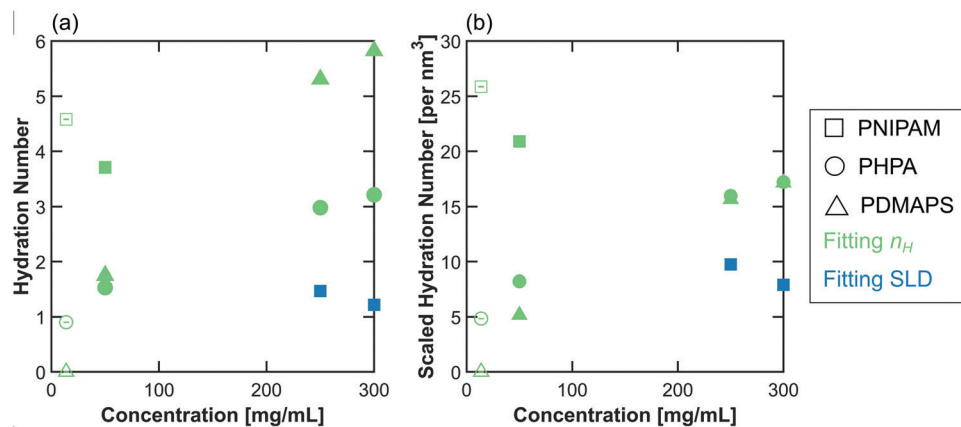 (a)
6
5
4
3
2
1
0
Hydration Number
0
100
200
300
Concentration [mg/mL]
(b)
30
25
20
15
10
5
0
Scaled Hydration Number [per nm³]
0
100
200
300
Concentration [mg/mL]
PNIPAM
PHPA
PDMAPS
Fitting n_H
Fitting SLD